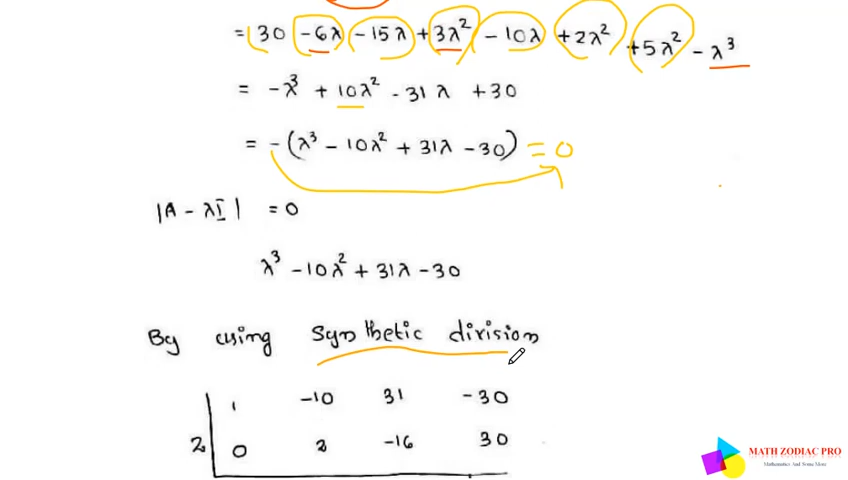 = 30 -6λ -15λ +3λ² -10λ +2λ² +5λ² -λ³
= -λ³ + 10λ² - 31λ + 30
= -(λ³ - 10λ² + 31λ - 30) = 0
|A - λI| = 0
λ³ - 10λ² + 31λ - 30
By using Synthetic division
1 -10 31 -30
2 0 2 -16 30
MATH ZODIAC PRO
Mathematics And Some More